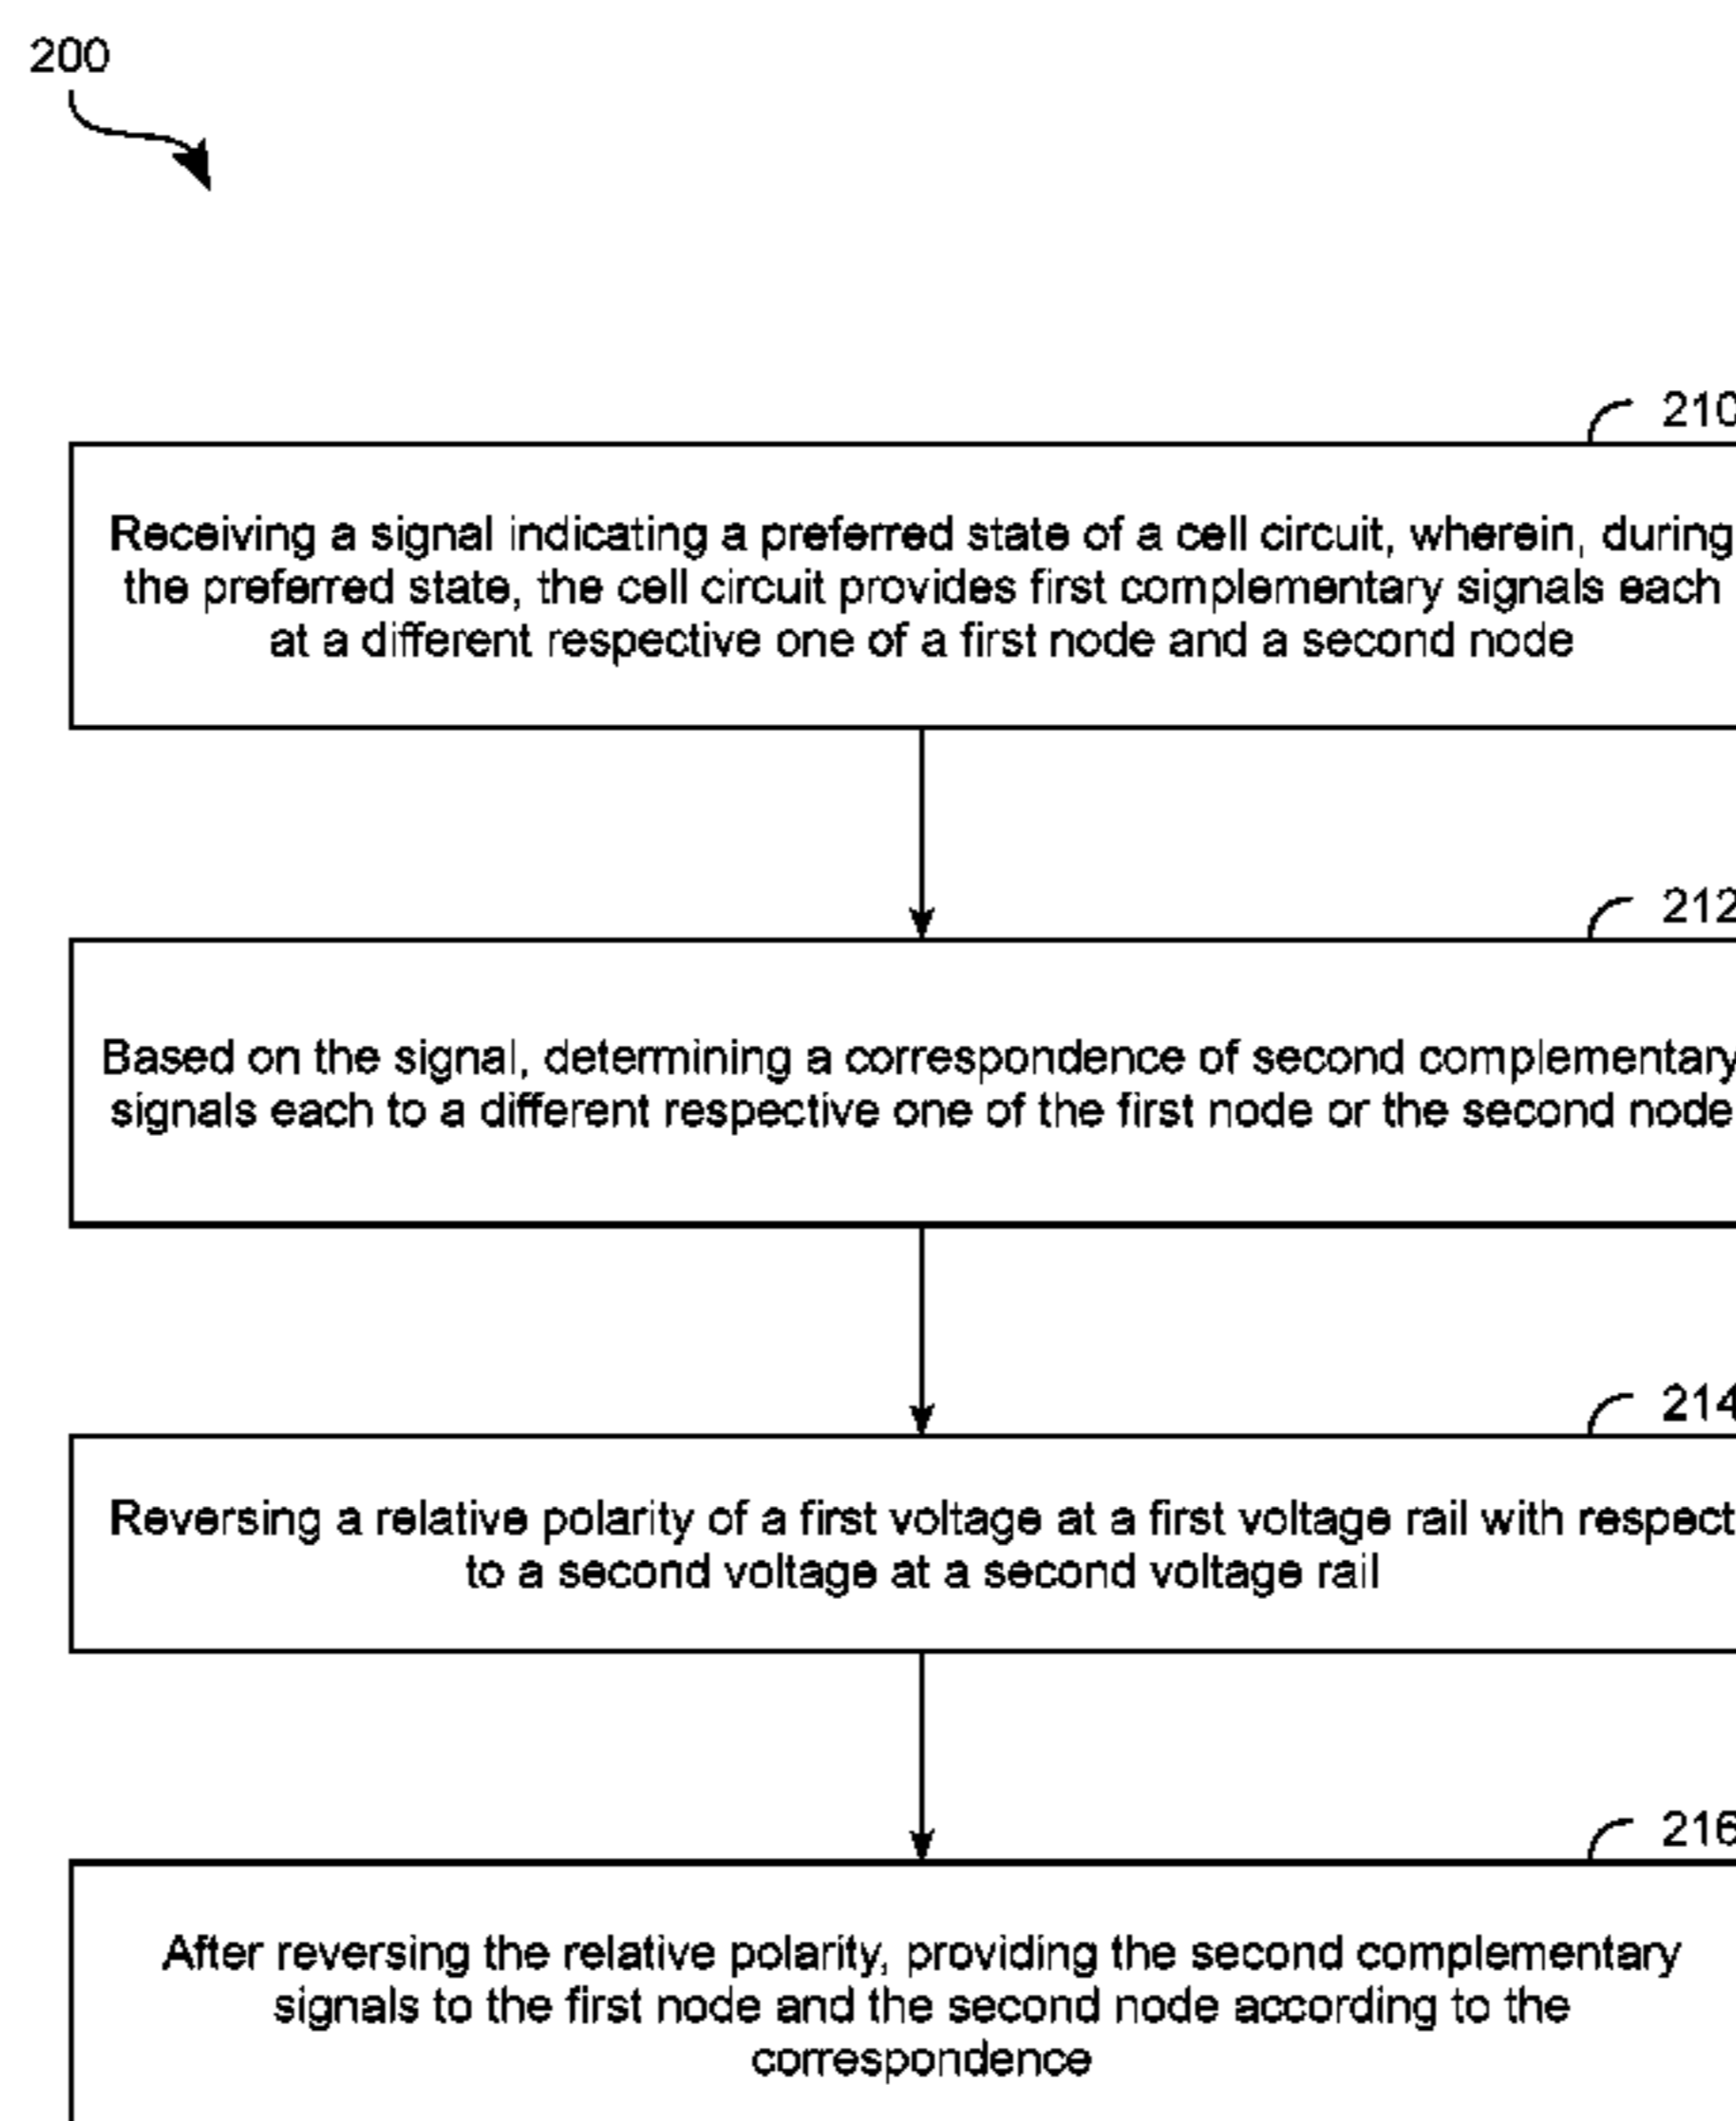 200
210
Receiving a signal indicating a preferred state of a cell circuit, wherein, during
the preferred state, the cell circuit provides first complementary signals each
at a different respective one of a first node and a second node
212
Based on the signal, determining a correspondence of second complementary
signals each to a different respective one of the first node or the second node
214
Reversing a relative polarity of a first voltage at a first voltage rail with respect
to a second voltage at a second voltage rail
216
After reversing the relative polarity, providing the second complementary
signals to the first node and the second node according to the
correspondence